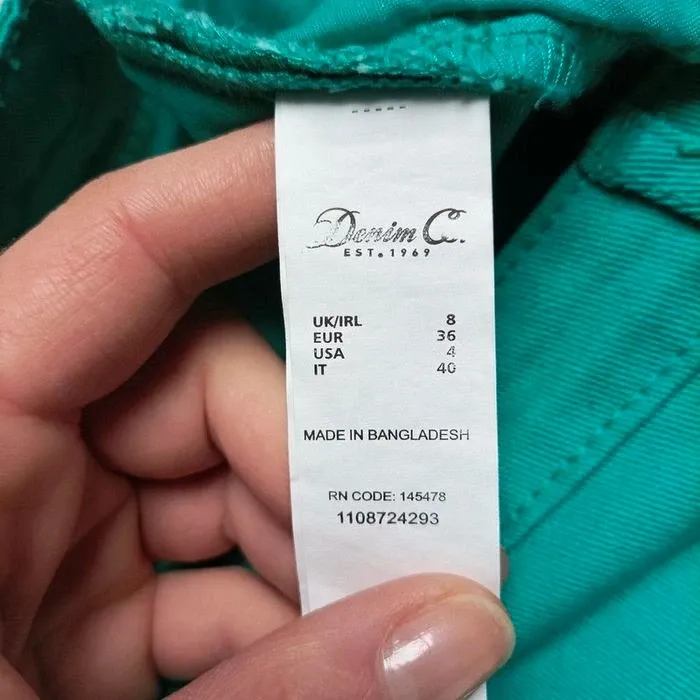 Denim Co.
EST. 1969
UK/IRL 8
EUR 36
USA 4
IT 40
MADE IN BANGLADESH
RN CODE: 145478
1108724293